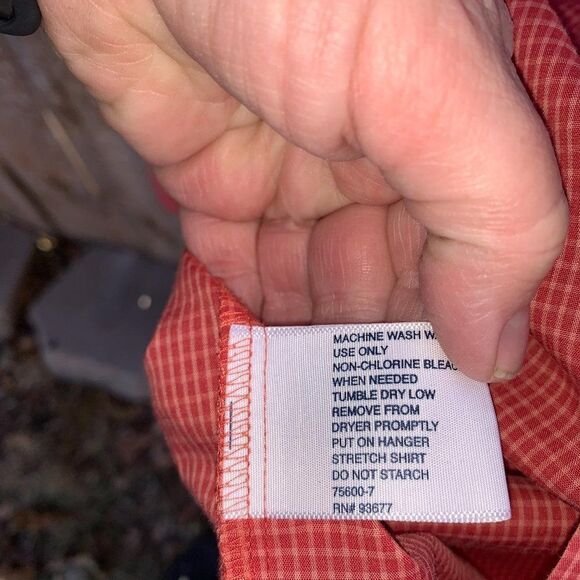 MACHINE WASH
USE ONLY
NON-CHLORINE
WHEN NEEDED
TUMBLE DRY LOW
REMOVE FROM
DRYER PROMPTLY
PUT ON HANGER
STRETCH SHIRT
DO NOT STARCH
75600-7
RN# 93677